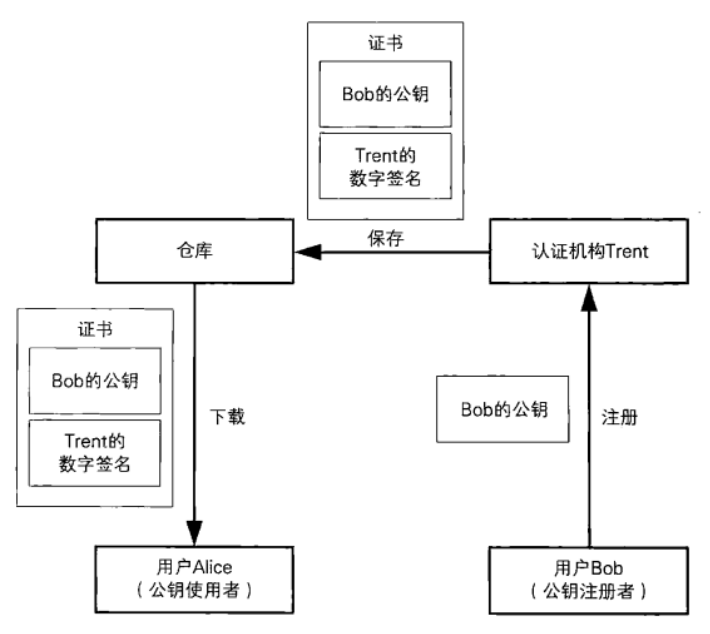 证书
Bob的公钥
Trent的
数字签名
仓库
保存
认证机构Trent
证书
Bob的公钥
Trent的
数字签名
下载
Bob的公钥
注册
用户Alice
（公钥使用者）
用户Bob
（公钥注册者）